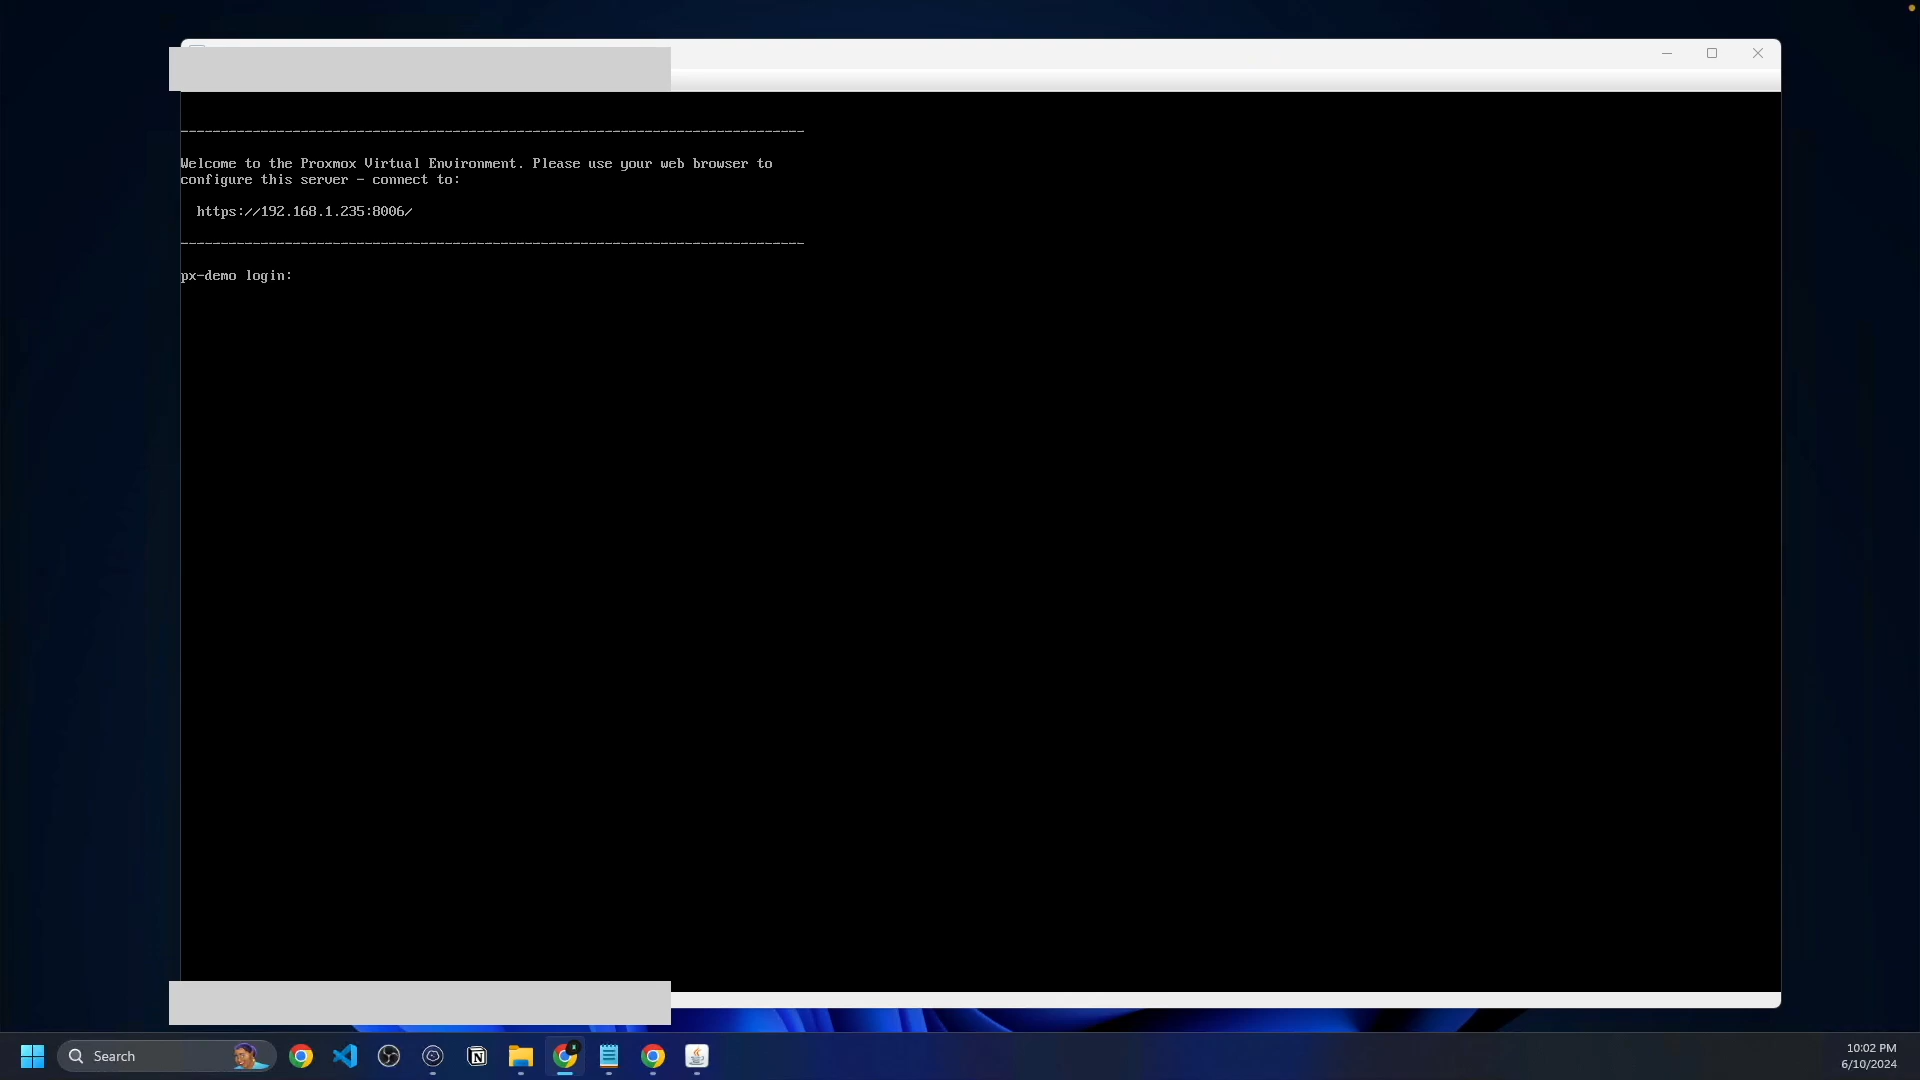 --------------------------------------------------------------------------------
Welcome to the Proxmox Virtual Environment. Please use your web browser to
configure this server - connect to:
https://192.168.1.235:8006/
--------------------------------------------------------------------------------
px-demo login:
Search
10:02 PM
6/10/2024